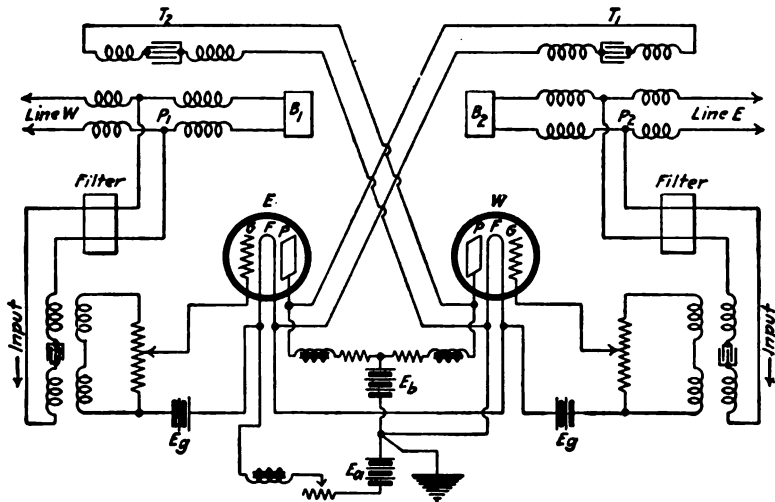 T2
T1
Line W
P1
B1
B2
P2
Line E
Filter
E
W
Filter
G F P
P F G
Input
Eb
Input
Eg
Ea
Eg